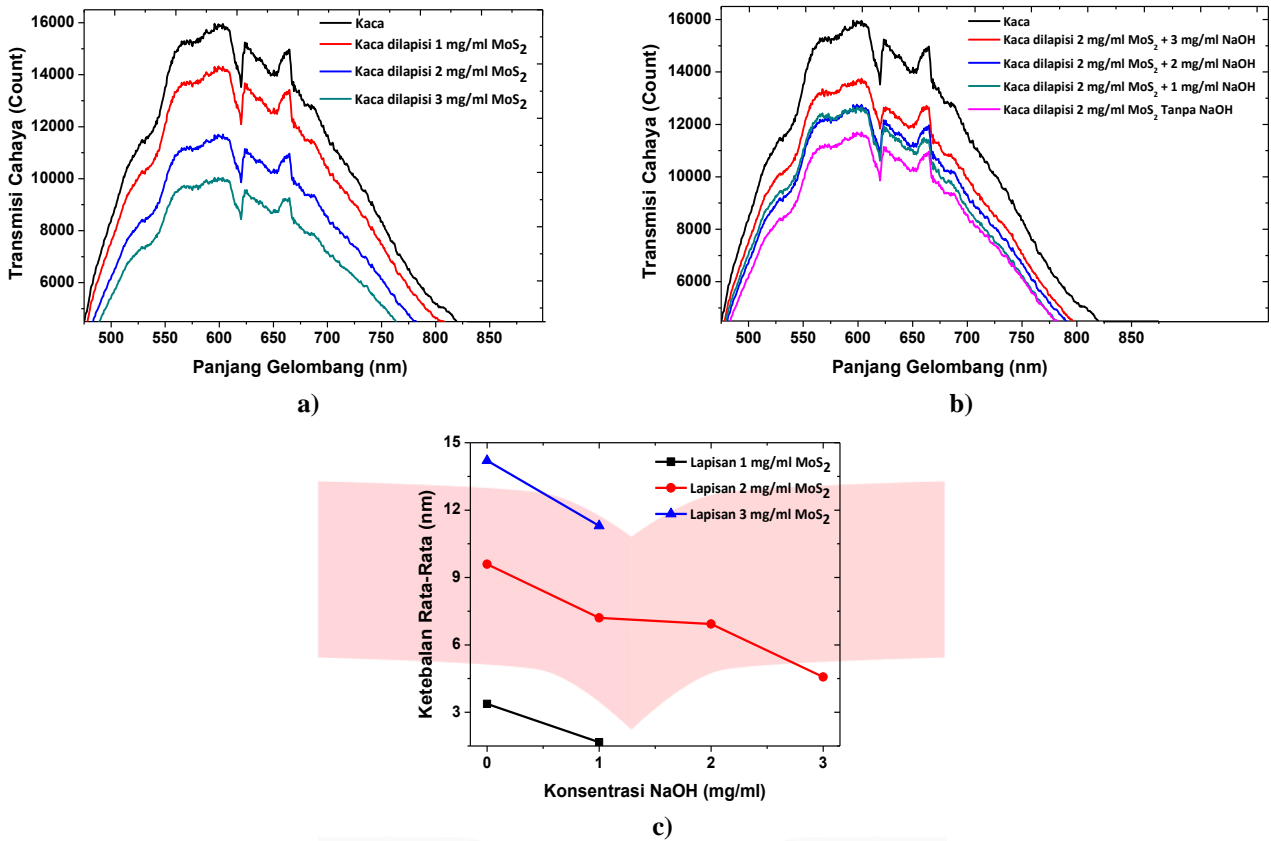 16000
14000
12000
10000
8000
6000
Transmisi Cahaya (Count)
Kaca
Kaca dilapisi 1 mg/ml MoS2
Kaca dilapisi 2 mg/ml MoS2
Kaca dilapisi 3 mg/ml MoS2
500 550 600 650 700 750 800 850
Panjang Gelombang (nm)
a)
16000
14000
12000
10000
8000
6000
Transmisi Cahaya (Count)
Kaca
Kaca dilapisi 2 mg/ml MoS2 + 3 mg/ml NaOH
Kaca dilapisi 2 mg/ml MoS2 + 2 mg/ml NaOH
Kaca dilapisi 2 mg/ml MoS2 + 1 mg/ml NaOH
Kaca dilapisi 2 mg/ml MoS2 Tanpa NaOH
500 550 600 650 700 750 800 850
Panjang Gelombang (nm)
b)
15
12
9
6
3
Ketebalan Rata-Rata (nm)
Lapisan 1 mg/ml MoS2
Lapisan 2 mg/ml MoS2
Lapisan 3 mg/ml MoS2
0 1 2 3
Konsentrasi NaOH (mg/ml)
c)